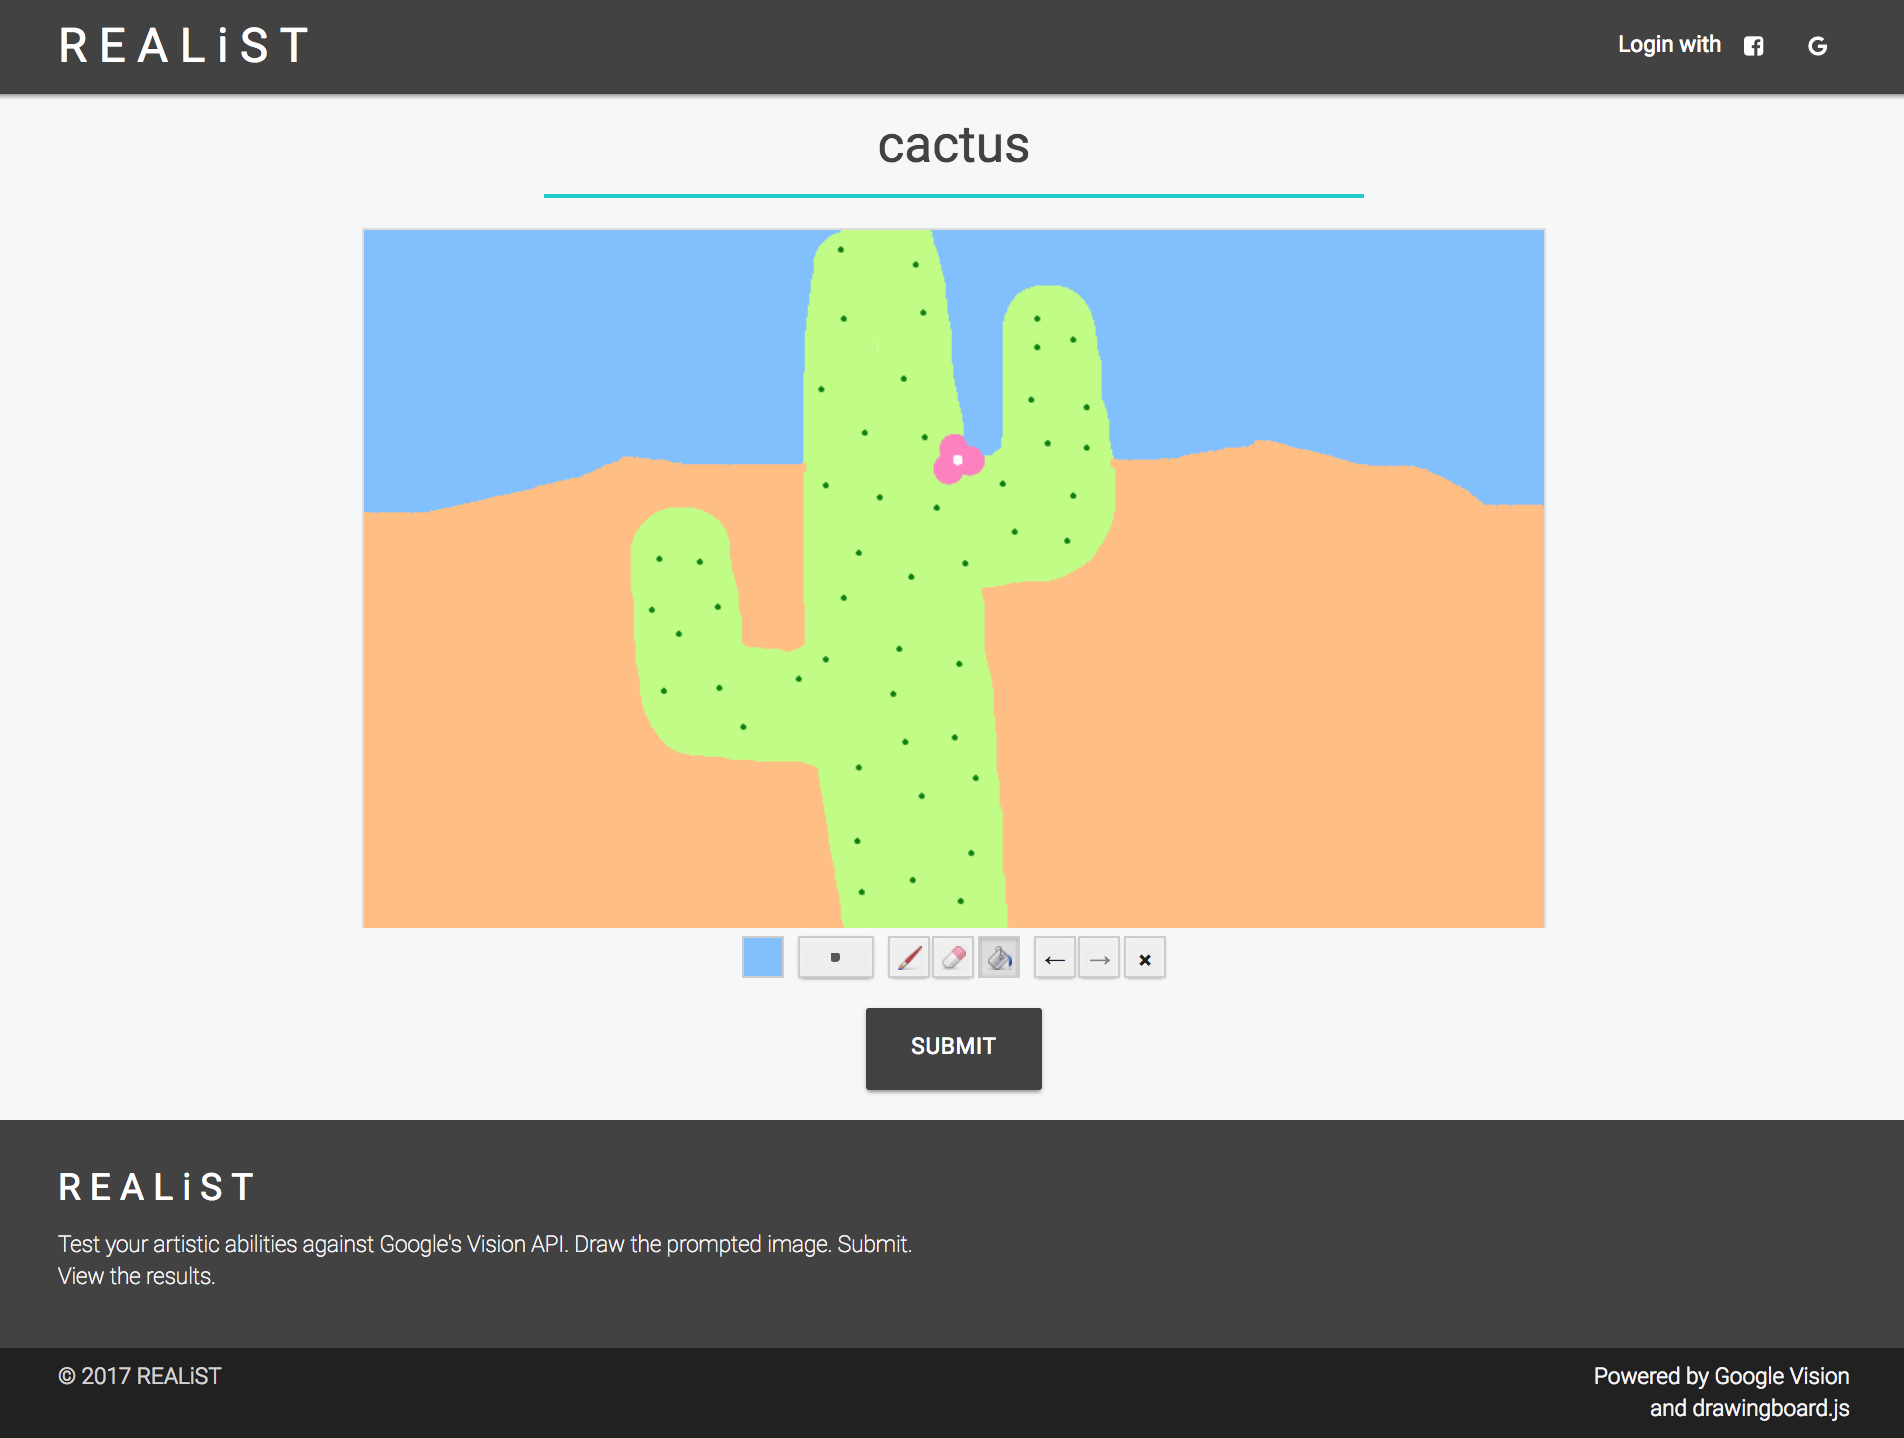 REALiST
Login with
cactus
SUBMIT
REALiST
Test your artistic abilities against Google's Vision API. Draw the prompted image. Submit.
View the results.
© 2017 REALiST
Powered by Google Vision
and drawingboard.js